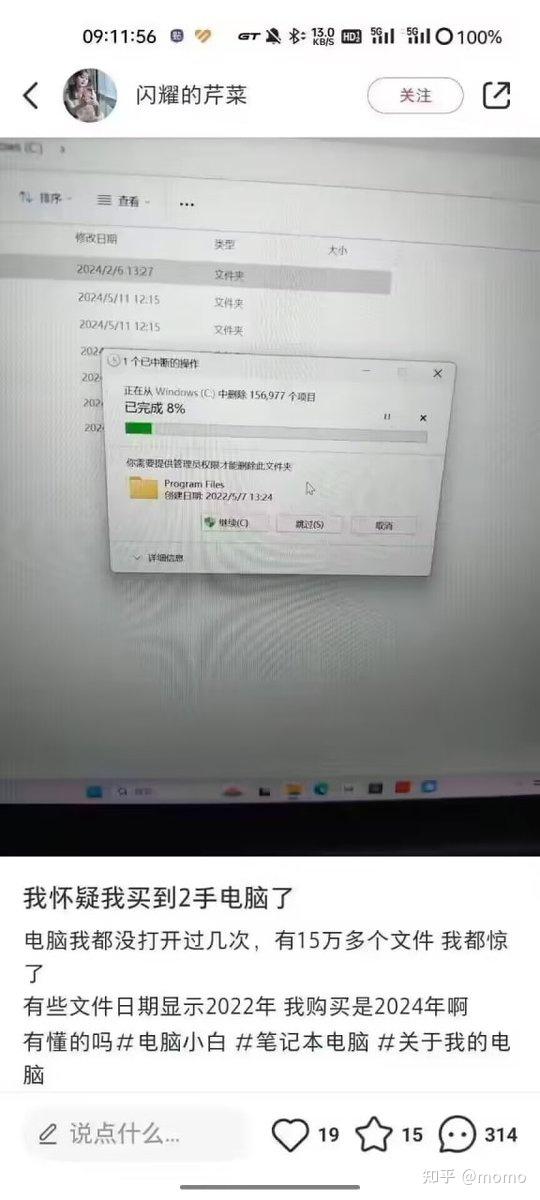 09:11:56
GT
13.0
KB/S
HD
5G
5G
100%
闪耀的芹菜
关注
排序
查看
...
修改日期
类型
大小
2024/2/6 13:27
文件夹
2024/5/11 12:15
文件夹
2024/5/11 12:15
文件夹
2024
202
202
202
1 个已中断的操作
正在从 Windows (C:) 中删除 156,977 个项目
已完成 8%
你需要提供管理员权限才能删除此文件夹
Program Files
创建日期: 2022/5/7 13:24
继续(C)
跳过(S)
取消
详细信息
我怀疑我买到2手电脑了
电脑我都没打开过几次，有15万多个文件 我都惊
了
有些文件日期显示2022年 我购买是2024年啊
有懂的吗#电脑小白 #笔记本电脑 #关于我的电
脑
说点什么...
19
15
314
知乎 @momo